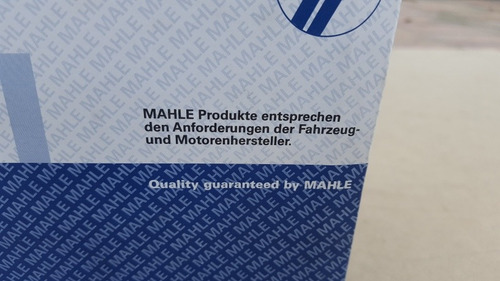 MAHLE Produkte entsprechen
den Anforderungen der Fahrzeug-
und Motorenhersteller.
Quality guaranteed by MAHLE